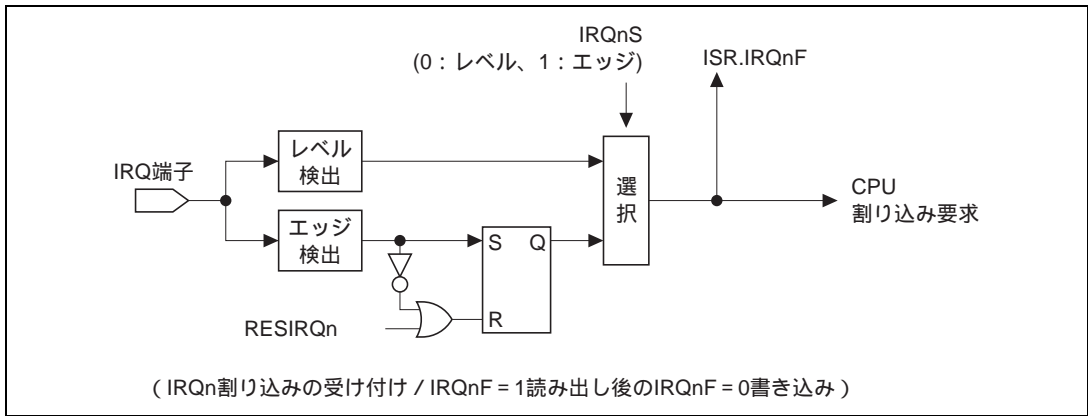 IRQnS
(0：レベル、1：エッジ)
ISR.IRQnF
レベル
検出
IRQ端子
選
択
CPU
割り込み要求
エッジ
検出
S Q
R
RESIRQn
（IRQn割り込みの受け付け / IRQnF = 1読み出し後のIRQnF = 0書き込み）